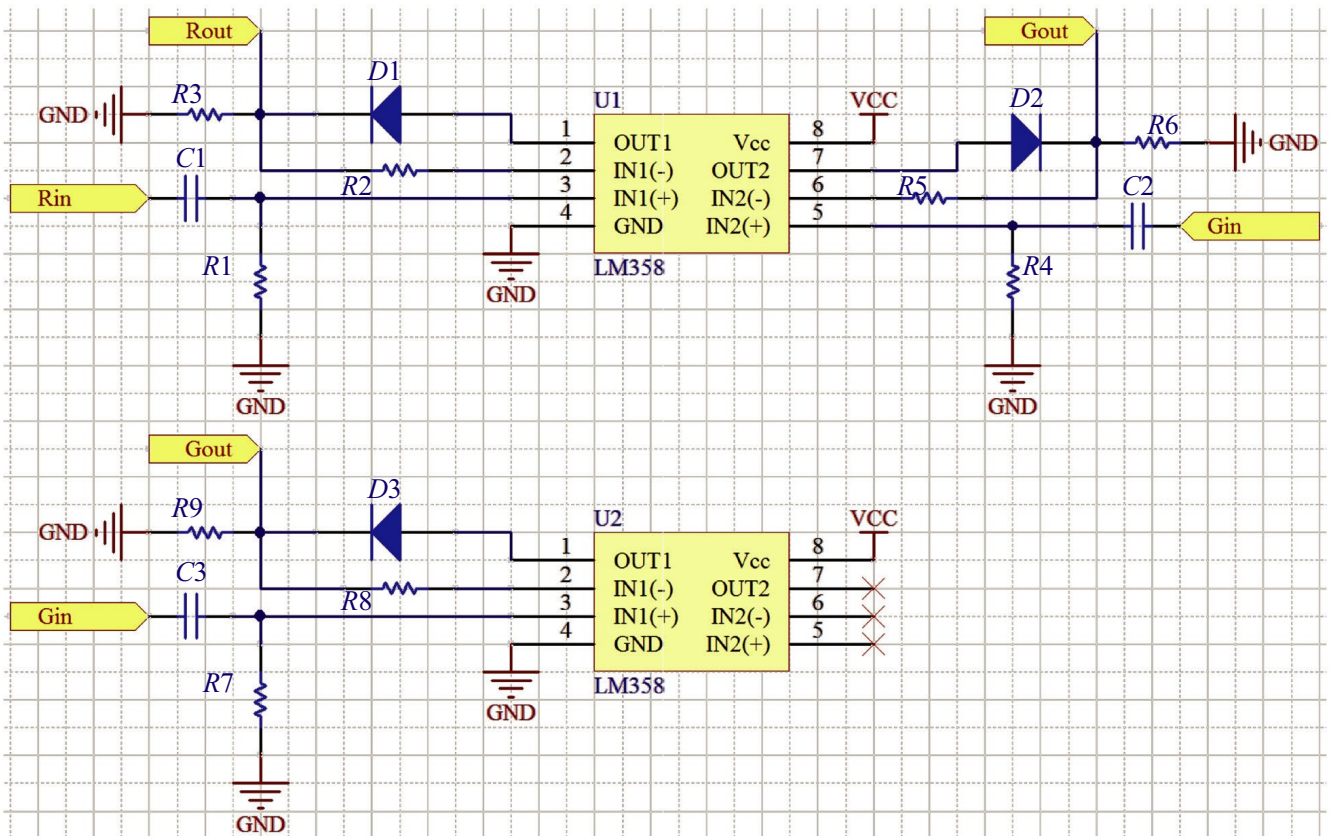 Rout
Gout
R3
D1
U1
VCC
D2
R6
GND
1
OUT1
Vcc
8
GND
C1
2
IN1(-)
OUT2
7
R2
3
IN1(+)
IN2(-)
6
R5
C2
Rin
4
GND
IN2(+)
5
Gin
R1
GND
LM358
R4
GND
GND
Gout
R9
D3
U2
VCC
GND
1
OUT1
Vcc
8
C3
2
IN1(-)
OUT2
7
R8
3
IN1(+)
IN2(-)
6
Gin
4
GND
IN2(+)
5
R7
LM358
GND
GND